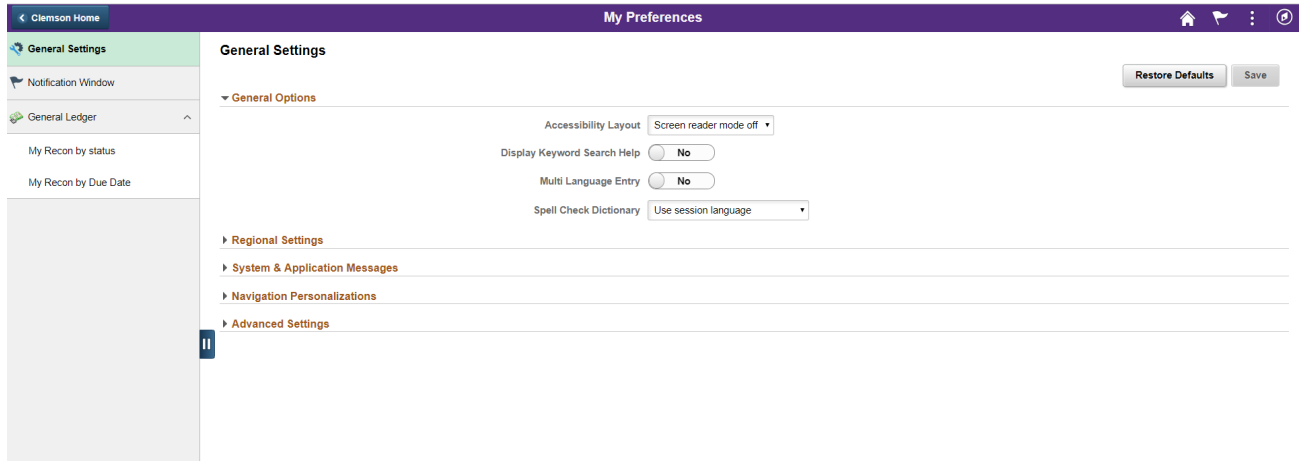 Clemson Home
My Preferences
General Settings
Notification Window
General Ledger
My Recon by status
My Recon by Due Date
General Settings
Restore Defaults
Save
General Options
Accessibility Layout Screen reader mode off
Display Keyword Search Help No
Multi Language Entry No
Spell Check Dictionary Use session language
Regional Settings
System & Application Messages
Navigation Personalizations
Advanced Settings